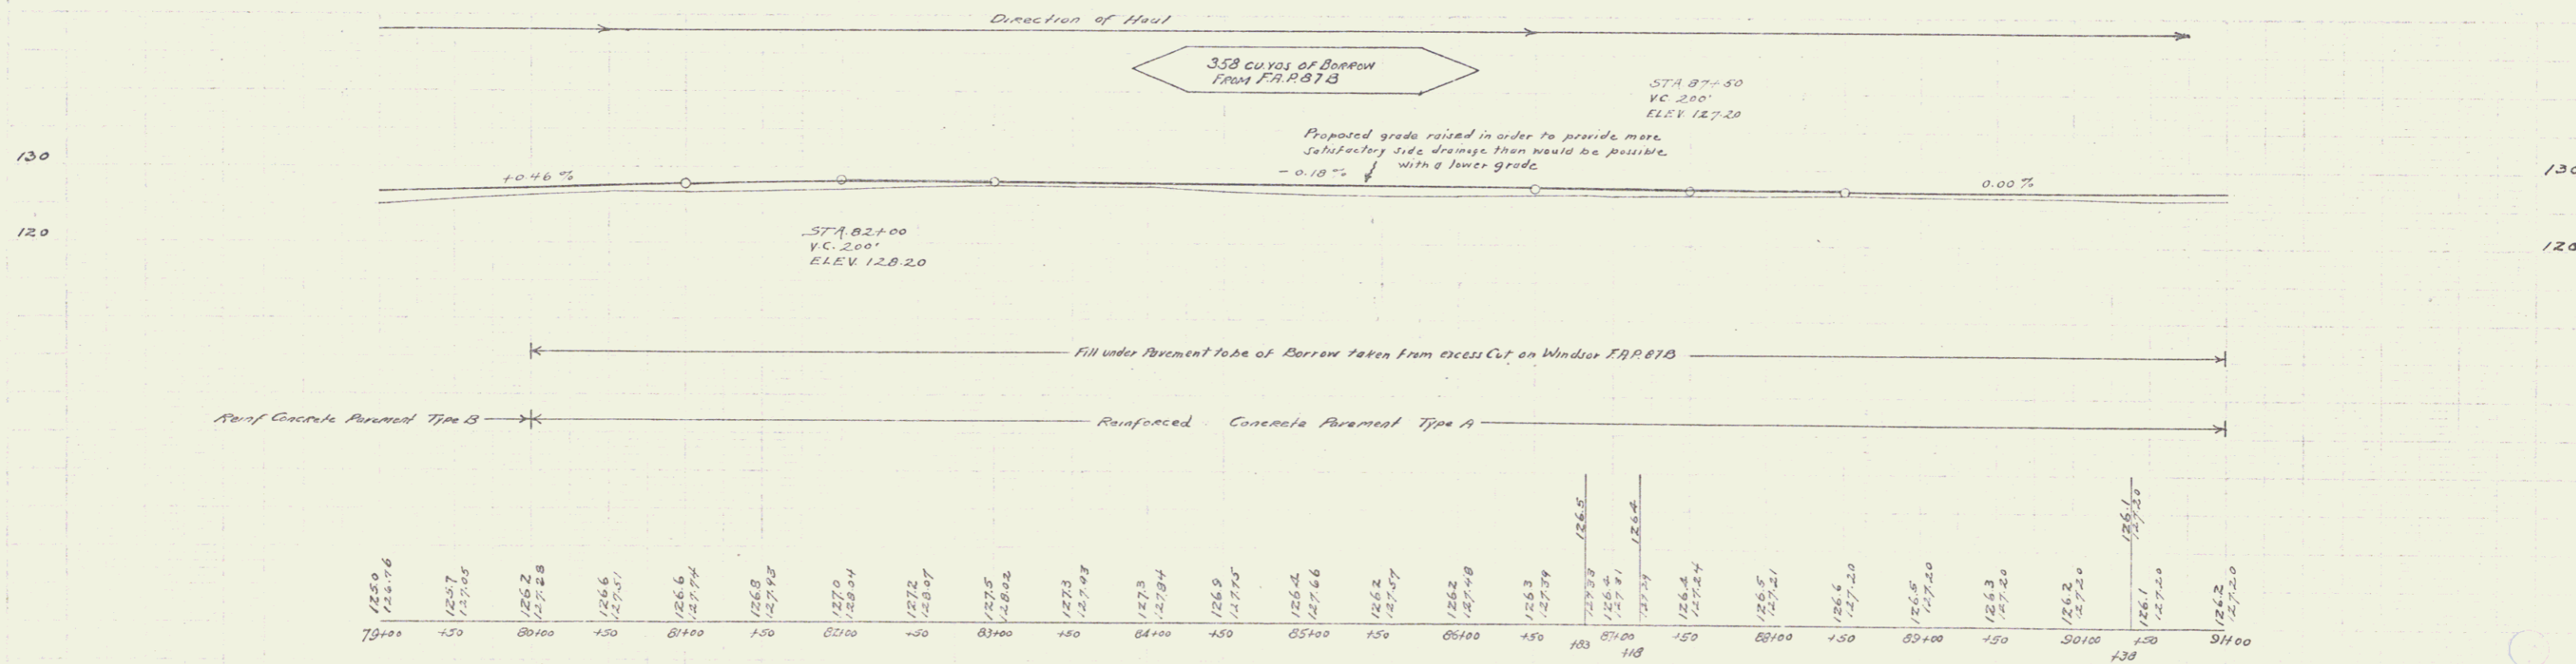 Direction of Haul
358 CU.YDS OF BORROW
FROM F.A.P. 87 B
STA. 87+50
V.C. 200'
ELEV. 127.20
Proposed grade raised in order to provide more
satisfactory side drainage than would be possible
with a lower grade
130
130
+0.46 %
- 0.18 %
0.00 %
120
120
STA. 82+00
V.C. 200'
ELEV. 128.20
Fill under Pavement to be of Borrow taken from excess Cut on Windsor F.A.P. 87B
Reinf Concrete Pavement Type B
Reinforced Concrete Pavement Type A
125.0 126.76
125.7 127.05
126.2 127.28
126.6 127.51
126.6 127.74
126.8 127.93
127.0 128.04
127.2 128.07
127.5 128.02
127.3 127.93
127.3 127.84
126.9 127.75
126.4 127.66
126.2 127.57
126.2 127.48
126.3 127.39
126.5 127.33
126.4 127.31
126.4 127.29
126.4 127.24
126.5 127.21
126.6 127.20
126.5 127.20
126.3 127.20
126.2 127.20
126.1 127.20
126.1 127.20
126.2 127.20
79+00 +50 80+00 +50 81+00 +50 82+00 +50 83+00 +50 84+00 +50 85+00 +50 86+00 +50 +83 87+00 +18 +50 88+00 +50 89+00 +50 90+00 +38 +50 91+00